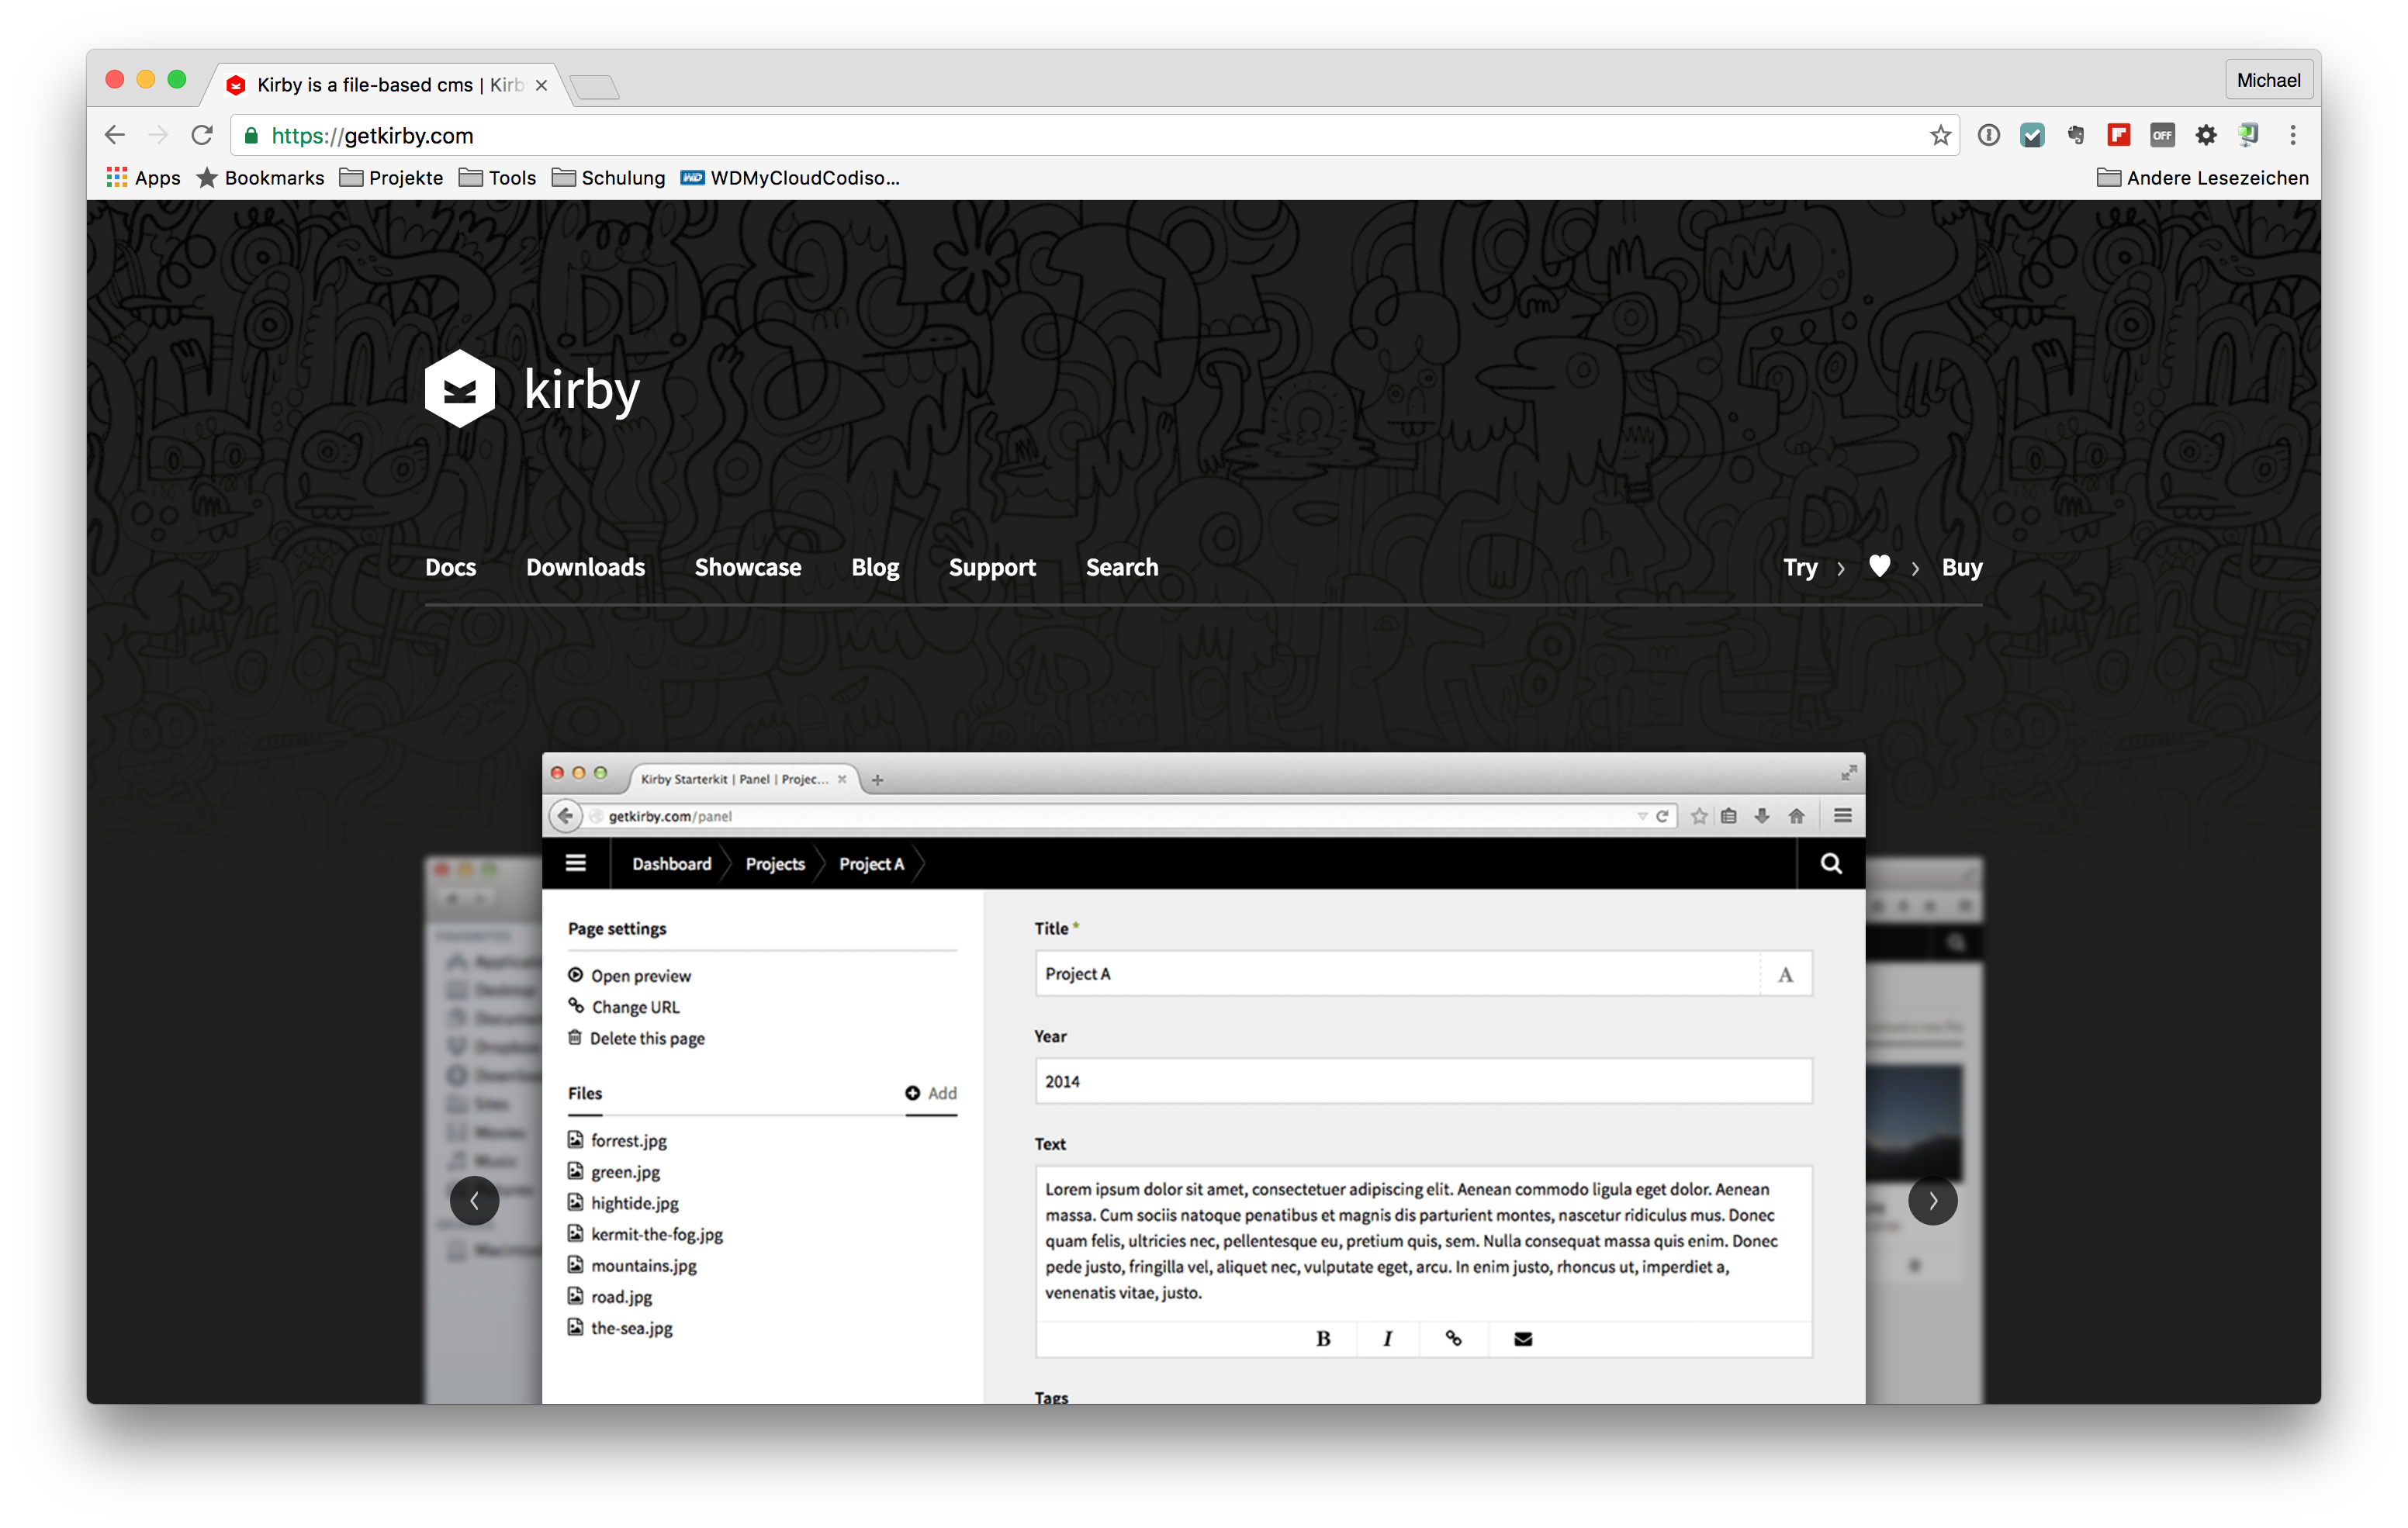 Kirby is a file-based cms | Kirb
Michael
https://getkirby.com
OFF
Apps Bookmarks Projekte Tools Schulung WD WDMyCloudCodiso... Andere Lesezeichen
kirby
Docs Downloads Showcase Blog Support Search Try › › Buy
Kirby Starterkit | Panel | Projec...
getkirby.com/panel
Dashboard Projects Project A
Page settings
Open preview
Change URL
Delete this page
Files Add
forrest.jpg
green.jpg
hightide.jpg
kermit-the-fog.jpg
mountains.jpg
road.jpg
the-sea.jpg
Title *
Project A A
Year
2014
Text
Lorem ipsum dolor sit amet, consectetuer adipiscing elit. Aenean commodo ligula eget dolor. Aenean
massa. Cum sociis natoque penatibus et magnis dis parturient montes, nascetur ridiculus mus. Donec
quam felis, ultricies nec, pellentesque eu, pretium quis, sem. Nulla consequat massa quis enim. Donec
pede justo, fringilla vel, aliquet nec, vulputate eget, arcu. In enim justo, rhoncus ut, imperdiet a,
venenatis vitae, justo.
B I
Tags